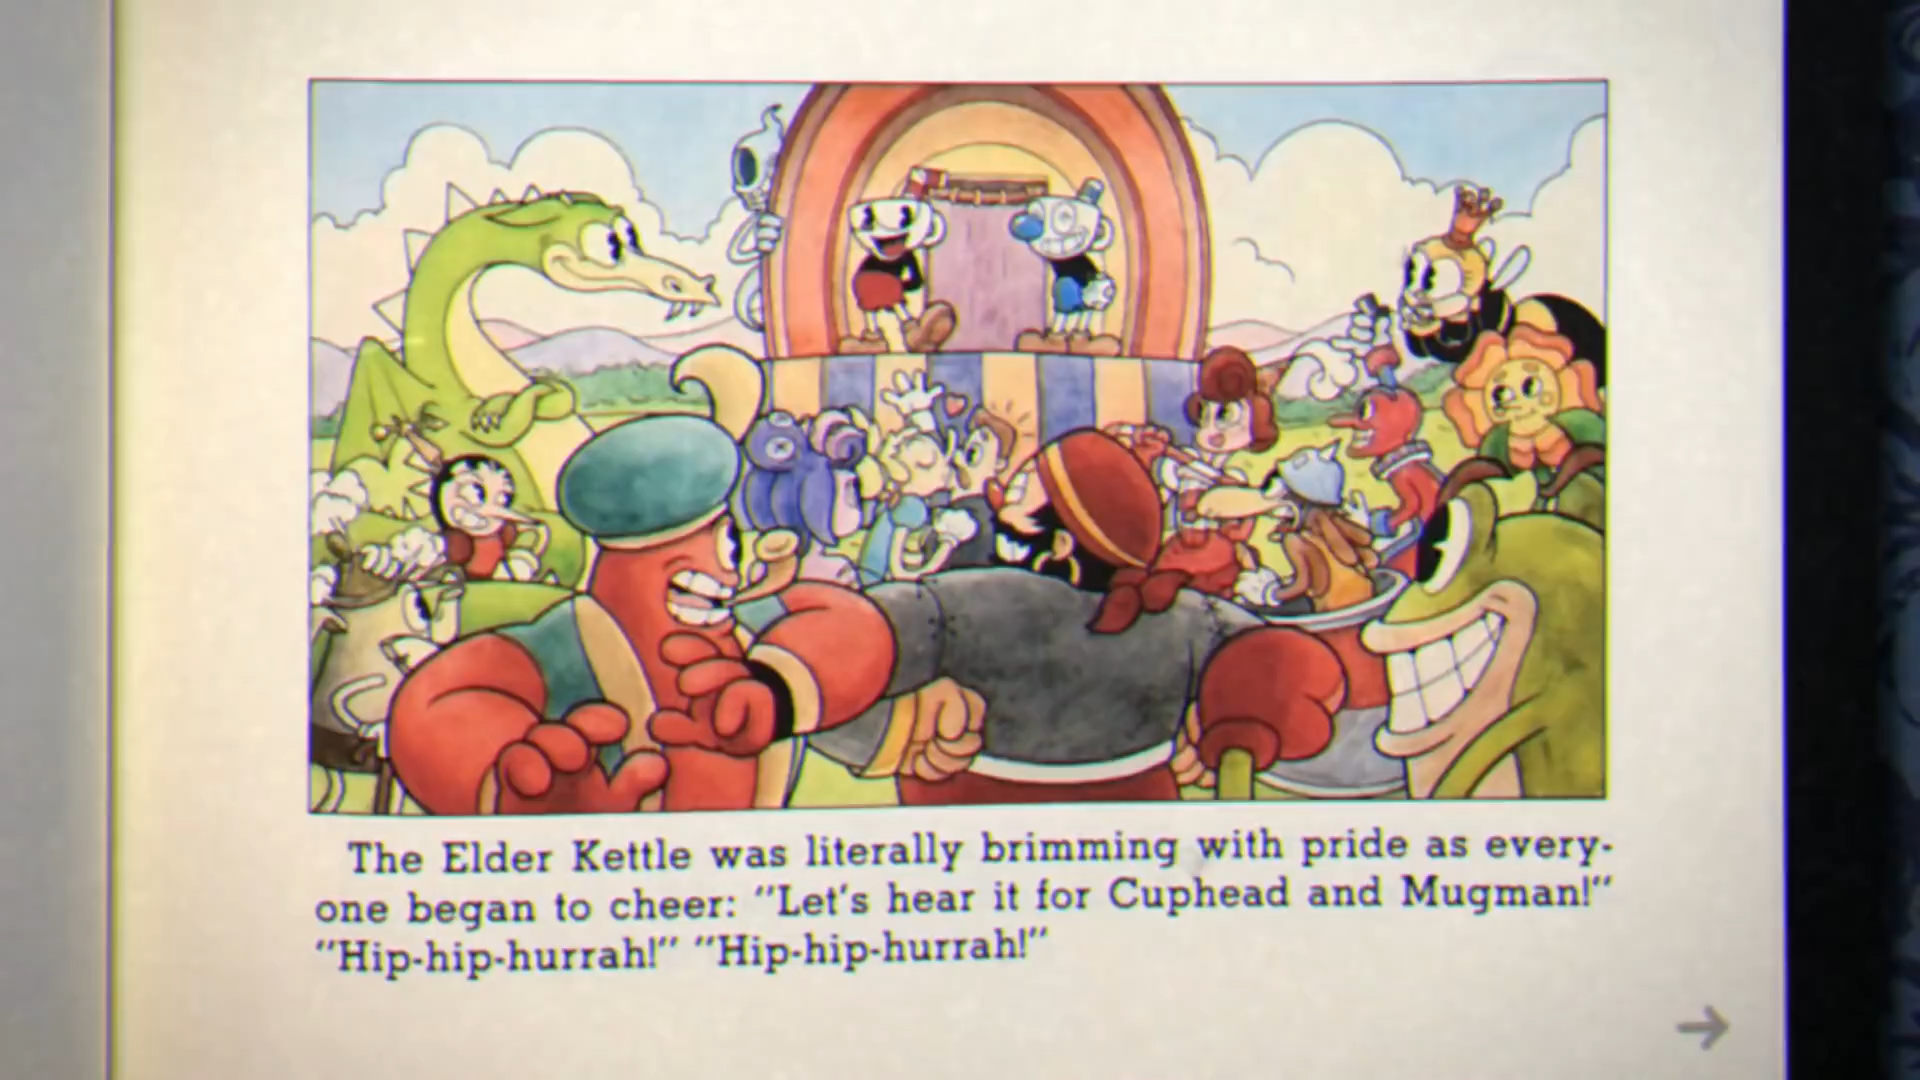 The Elder Kettle was literally brimming with pride as every-
one began to cheer: "Let's hear it for Cuphead and Mugman!"
"Hip-hip-hurrah!" "Hip-hip-hurrah!"